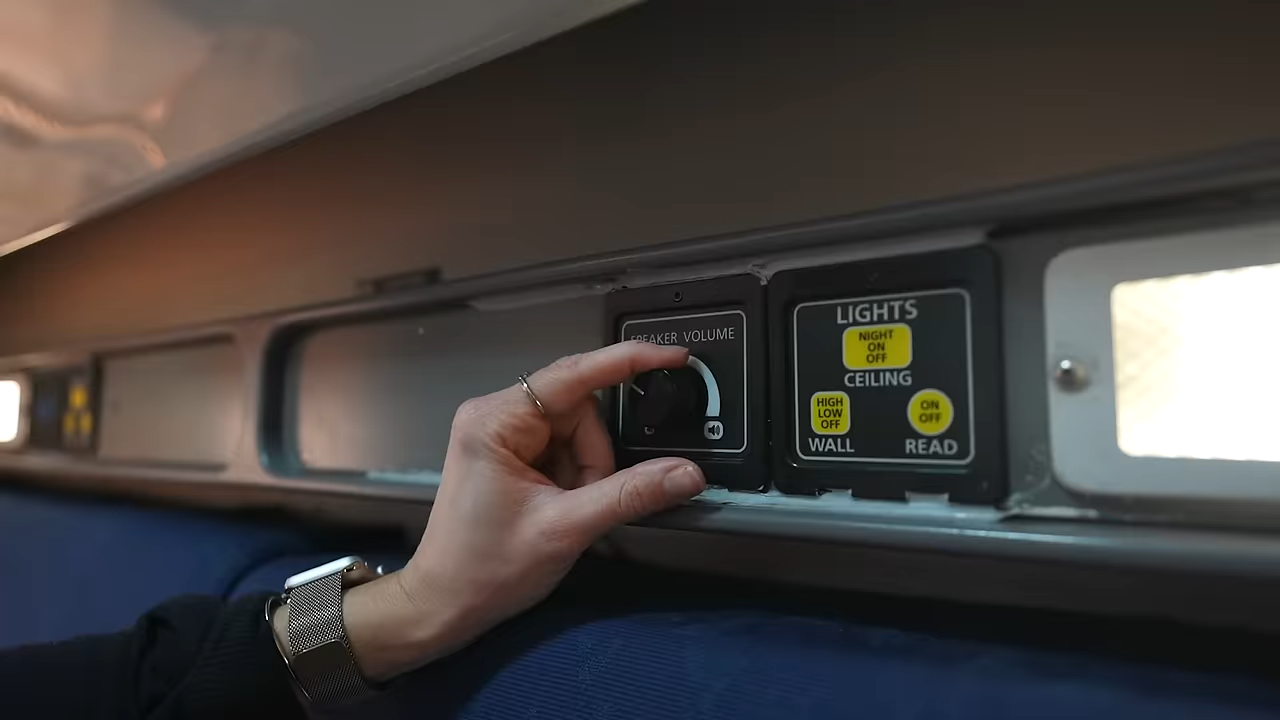 SPEAKER VOLUME
LIGHTS
NIGHT
ON
OFF
CEILING
HIGH
LOW
OFF
ON
OFF
WALL
READ